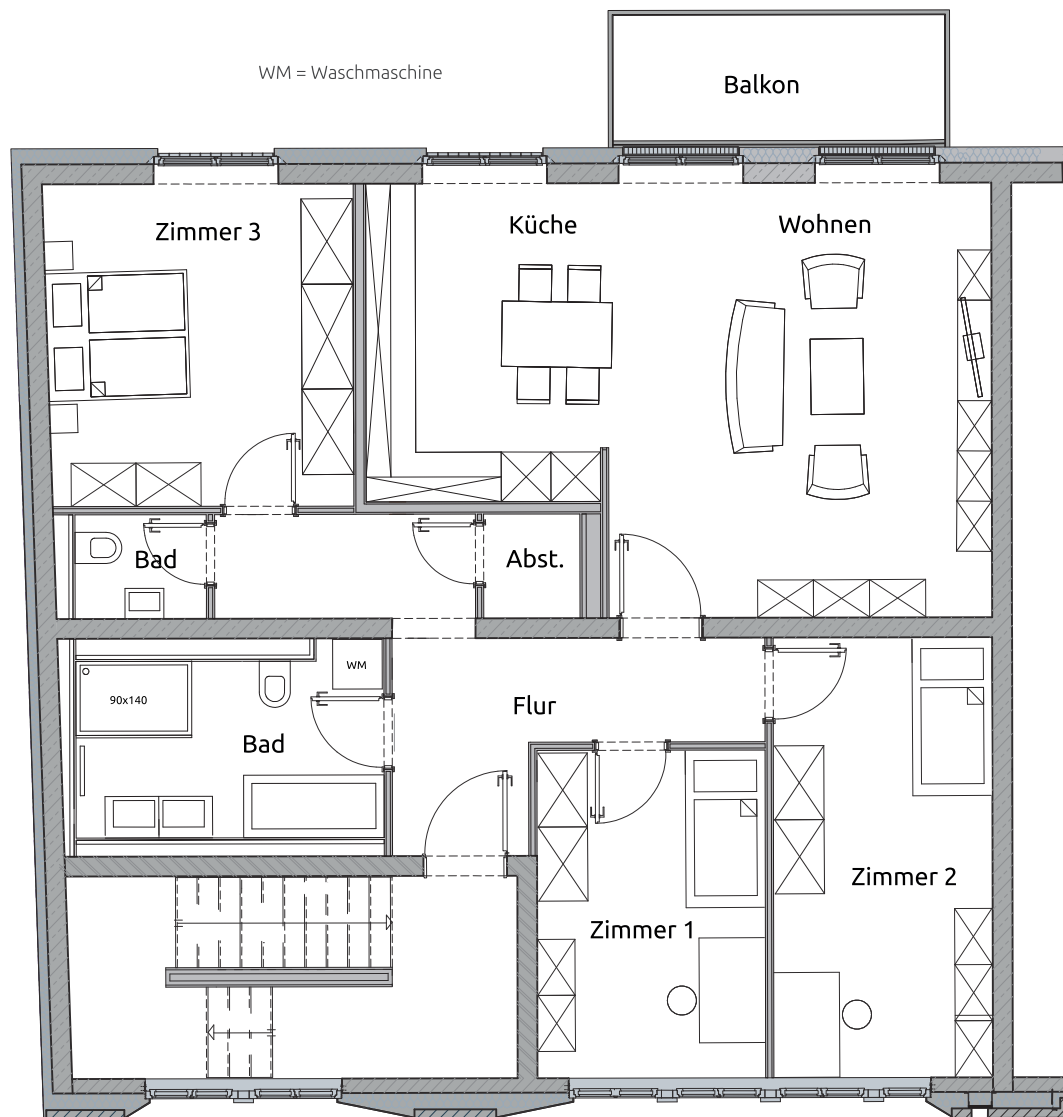 WM = Waschmaschine
Balkon
Zimmer 3
Küche
Wohnen
Bad
Abst.
WM
90x140
Flur
Bad
Zimmer 2
Zimmer 1